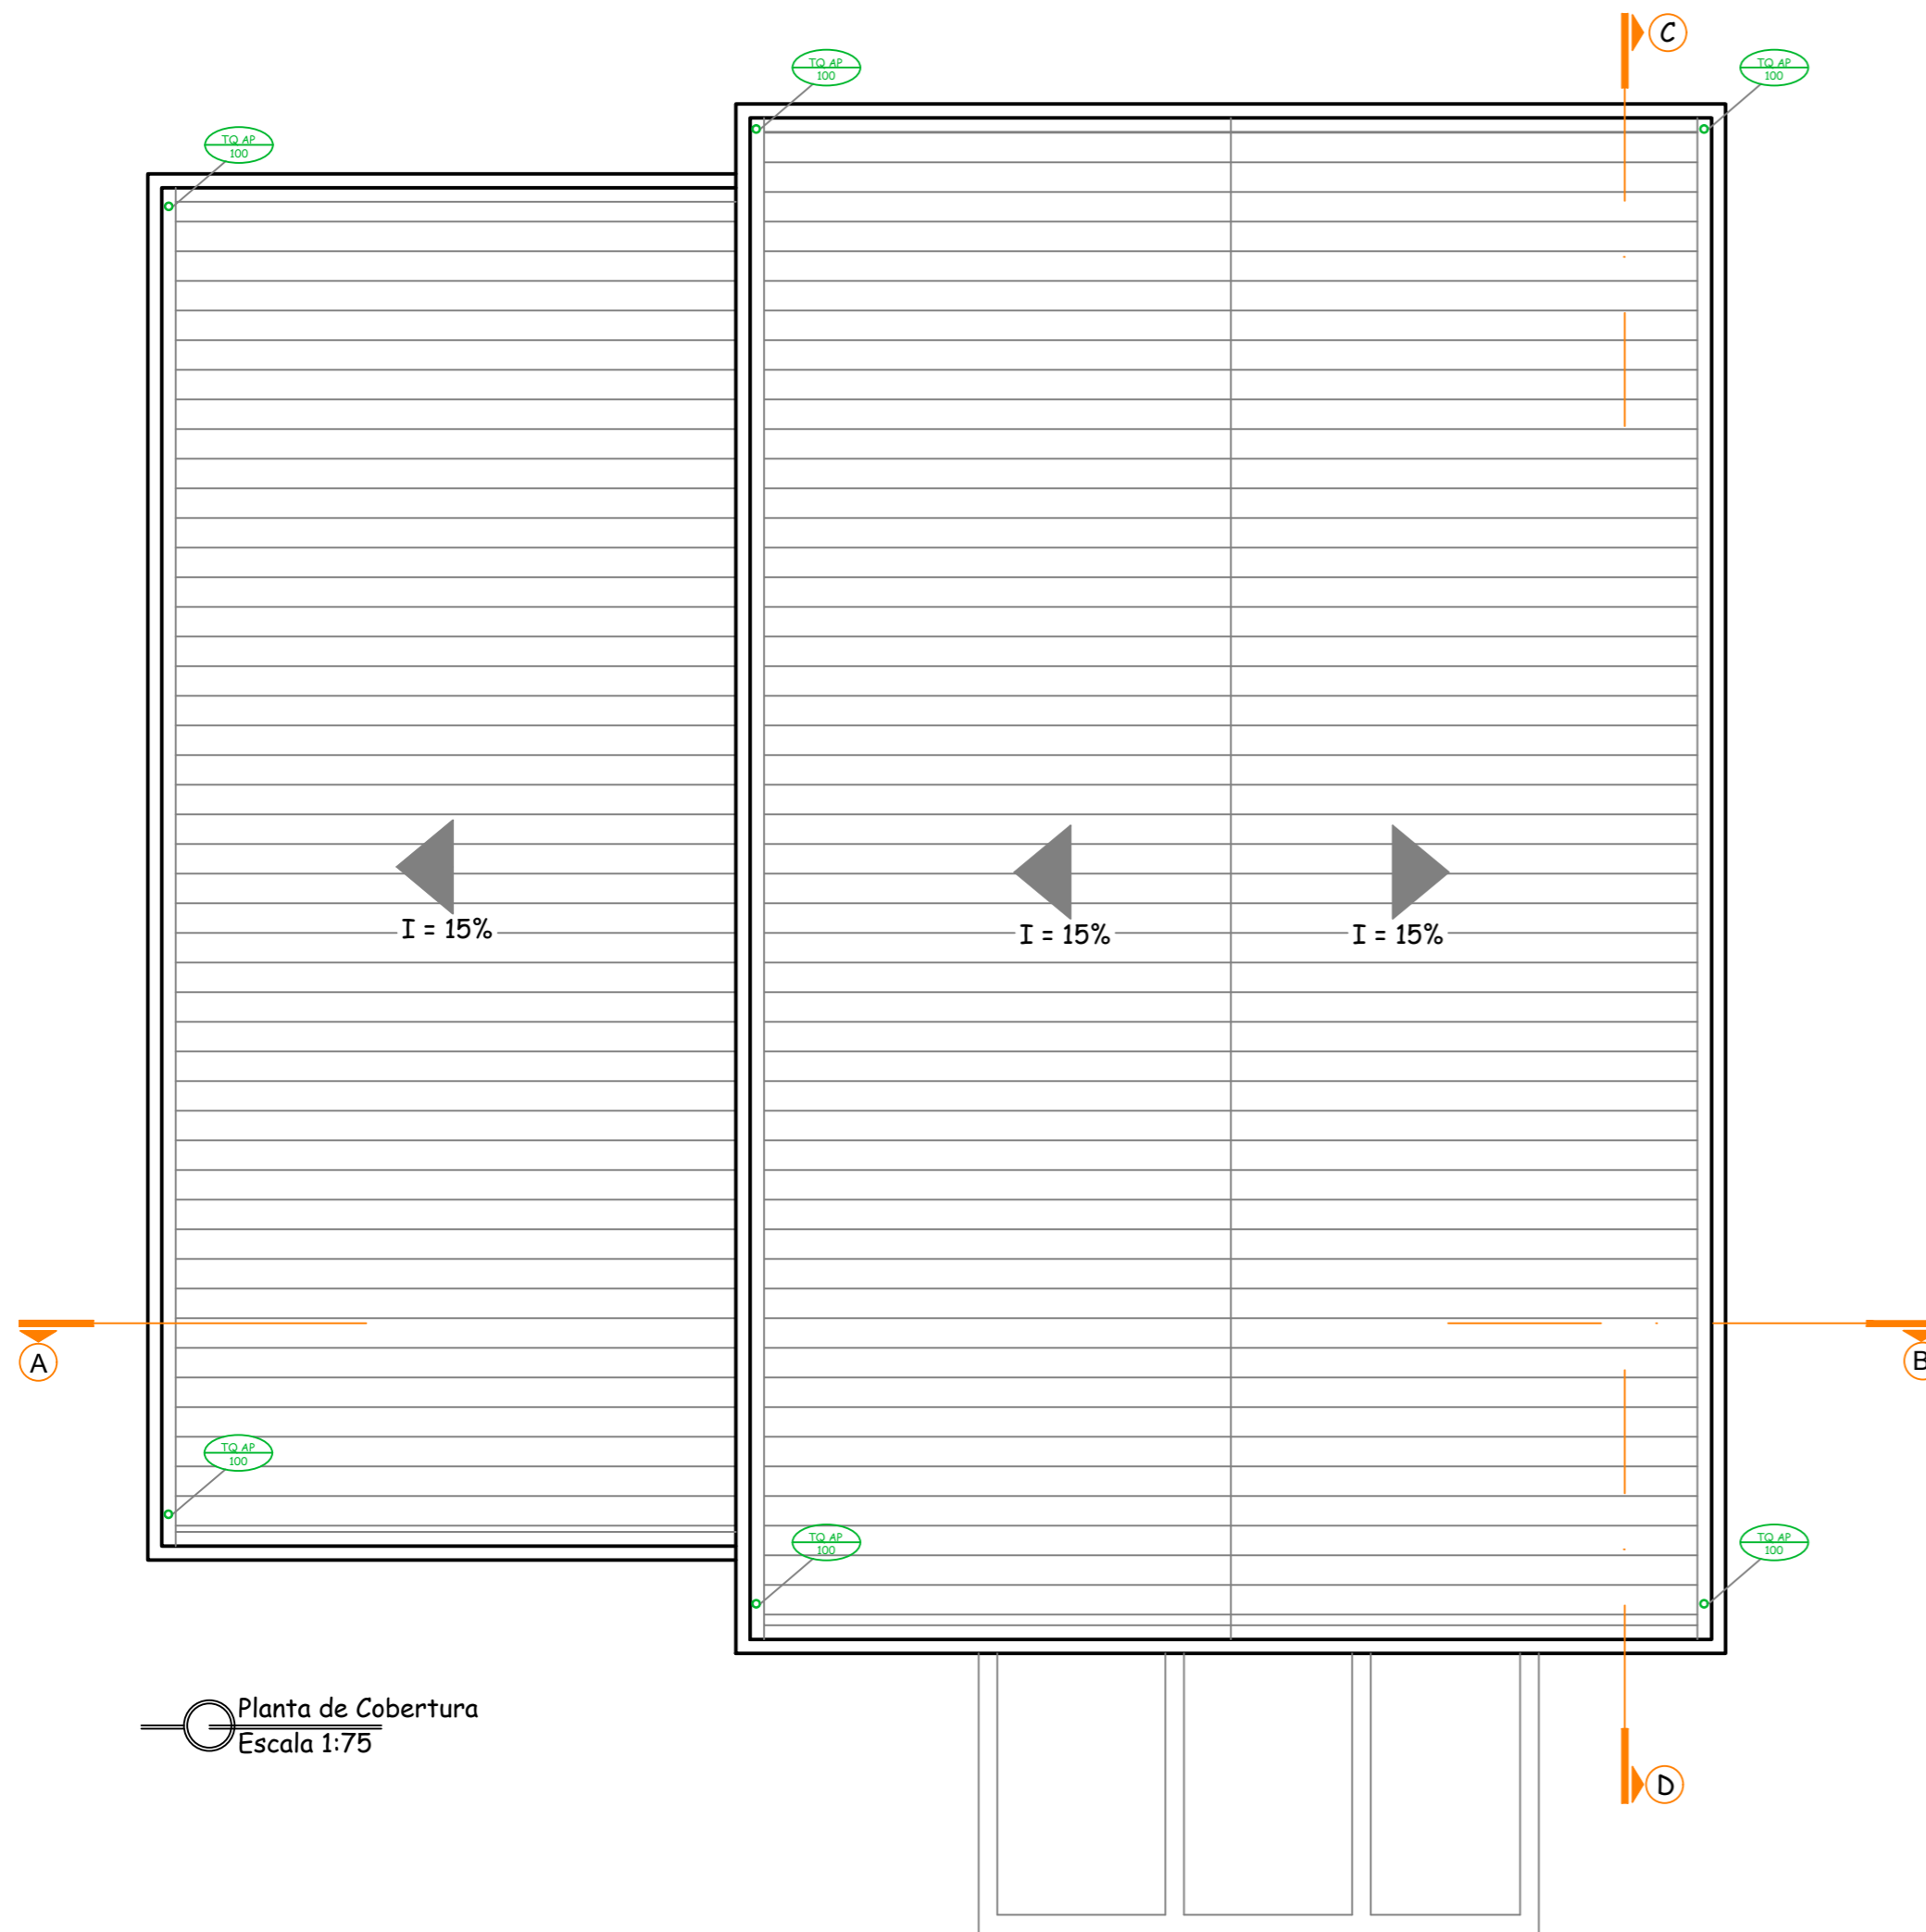 C
TQ AP
100
TQ AP
100
TQ AP
100
I = 15%
I = 15%
I = 15%
A
B
TQ AP
100
TQ AP
100
TQ AP
100
Planta de Cobertura
Escala 1:75
D